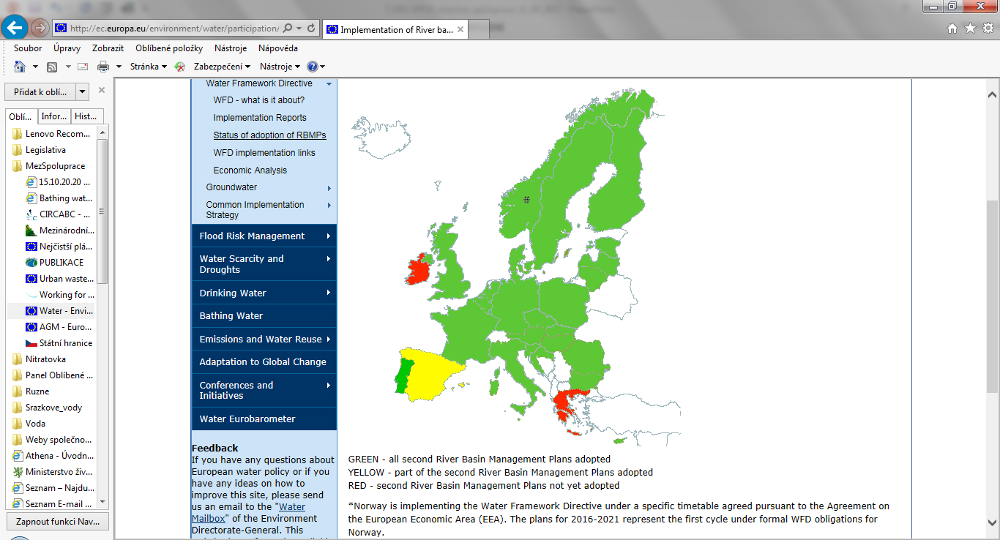 http://ec.europa.eu/environment/water/participation/
Implementation of River ba...
Soubor Úpravy Zobrazit Oblíbené položky Nástroje Nápověda
Stránka Zabezpečení Nástroje
Přidat k oblí...
Oblí... Infor... Hist...
Lenovo Recom...
Legislativa
MezSpoluprace
15.10.20.20 ...
Bathing wat...
CIRCABC - ...
Mezinárodní...
Nejčistší plá...
PUBLIKACE
Urban waste...
Working for ...
Water - Envi...
AGM - Euro...
Státní hranice
Nitratovka
Panel Oblíbené ...
Ruzne
Srazkove_vody
Voda
Weby společno...
Athena - Úvodn...
Ministerstvo živ...
Seznam – Najdu...
Seznam E-mail ...
Zapnout funkci Nav...
Water Framework Directive
WFD - what is it about?
Implementation Reports
Status of adoption of RBMPs
WFD implementation links
Economic Analysis
Groundwater
Common Implementation
Strategy
Flood Risk Management
Water Scarcity and
Droughts
Drinking Water
Bathing Water
Emissions and Water Reuse
Adaptation to Global Change
Conferences and
Initiatives
Water Eurobarometer
Feedback
If you have any questions about
European water policy or if you
have any ideas on how to
improve this site, please send
us an email to the "Water
Mailbox" of the Environment
Directorate-General. This
*
GREEN - all second River Basin Management Plans adopted
YELLOW - part of the second River Basin Management Plans adopted
RED - second River Basin Management Plans not yet adopted
*Norway is implementing the Water Framework Directive under a specific timetable agreed pursuant to the Agreement on
the European Economic Area (EEA). The plans for 2016-2021 represent the first cycle under formal WFD obligations for
Norway.